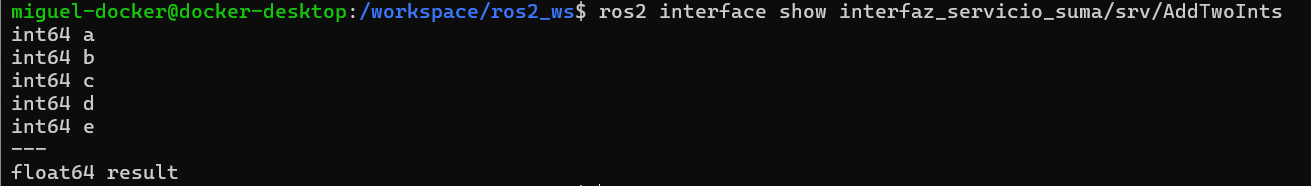 miguel-docker@docker-desktop:/workspace/ros2_ws$ ros2 interface show interfaz_servicio_suma/srv/AddTwoInts
int64 a
int64 b
int64 c
int64 d
int64 e
---
float64 result